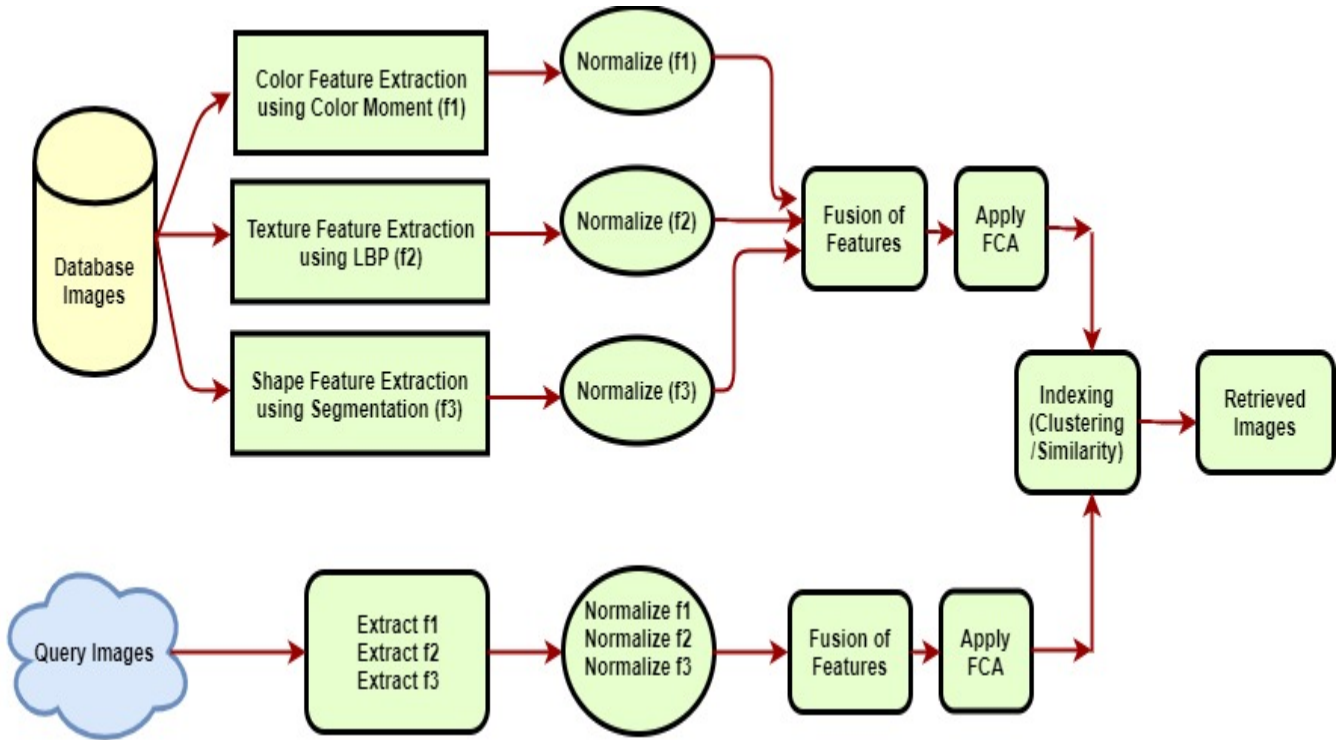 Database
Images
Color Feature Extraction
using Color Moment (f1)
Normalize (f1)
Texture Feature Extraction
using LBP (f2)
Normalize (f2)
Shape Feature Extraction
using Segmentation (f3)
Normalize (f3)
Fusion of
Features
Apply
FCA
Indexing
(Clustering
/Similarity)
Retrieved
Images
Query Images
Extract f1
Extract f2
Extract f3
Normalize f1
Normalize f2
Normalize f3
Fusion of
Features
Apply
FCA